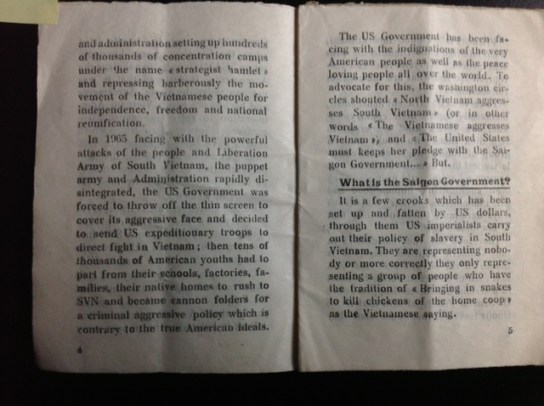 and administration setting up hundreds
of thousands of concentration camps
under the name « strategist hamlet »
and repressing barberously the mo-
vement of the Vietnamese people for
independence, freedom and national
reunification.
In 1965 facing with the powerful
attacks of the people and Liberation
Army of South Vietnam, the puppet
army and Administration rapidly di-
sintegrated, the US Government was
forced to throw off the thin screen to
cover its aggressive face and decided
to send US expeditionary troops to
direct fight in Vietnam ; then tens of
thousands of American youths had to
part from their schools, factories, fa-
milies, their native homes to rush to
SVN and became cannon folders for
a criminal aggressive policy which is
contrary to the true American ideals.
4
The US Government has been fa-
cing with the indignations of the very
American people as well as the peace
loving people all over the world. To
advocate for this, the washington cir-
cles shouted « North Vietnam aggres-
ses South Vietnam » (or in other
words « The Vietnamese aggresses
Vietnam », and « The United States
must keeps her pledge with the Sai-
gon Government... » But.
What is the Saigon Government?
It is a few crooks which has been
set up and fatten by US dollars,
through them US imperialists carry
out their policy of slavery in South
Vietnam. They are representing nobo-
dy or more correctly they only repre-
senting a group of people who have
the tradition of « Bringing in snakes
to kill chickens of the home coop »
as the Vietnamese saying.
5